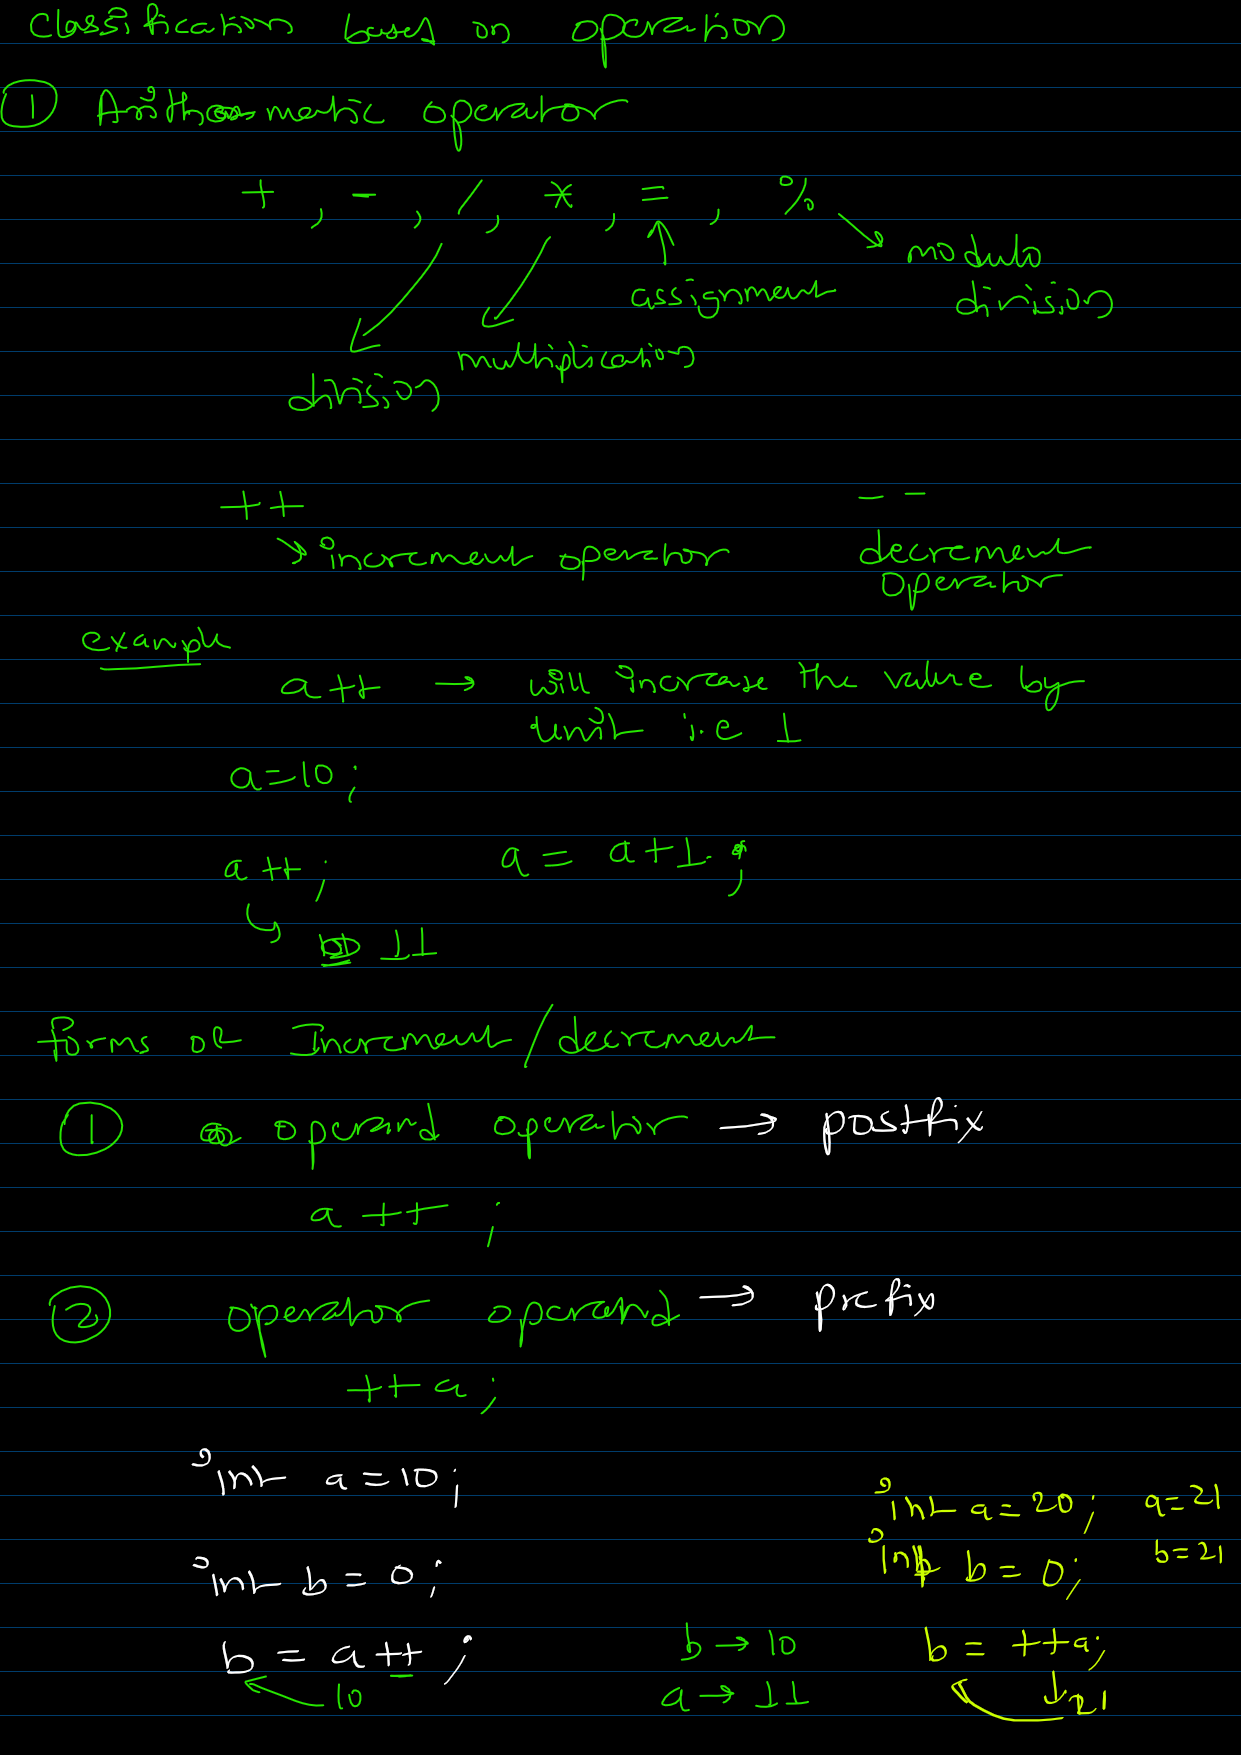 Classification based on operation
① Arithmatic operator
+ , - , / , * , = , %
modulo
division
assignment
multiplication
division
++ --
increment operator decrement
operator
example
a++ → will increase the value by
unit i.e 1
a=10;
a++; a = a+1;
11
forms of Increment/decrement
① operand operator → postfix
a ++ ;
② operator operand → prefix
++a;
int a=10;
int b = 0;
b = a++;
10
b → 10
a → 11
int a = 20; a=21
int b = 0; b=21
b = ++a;
21